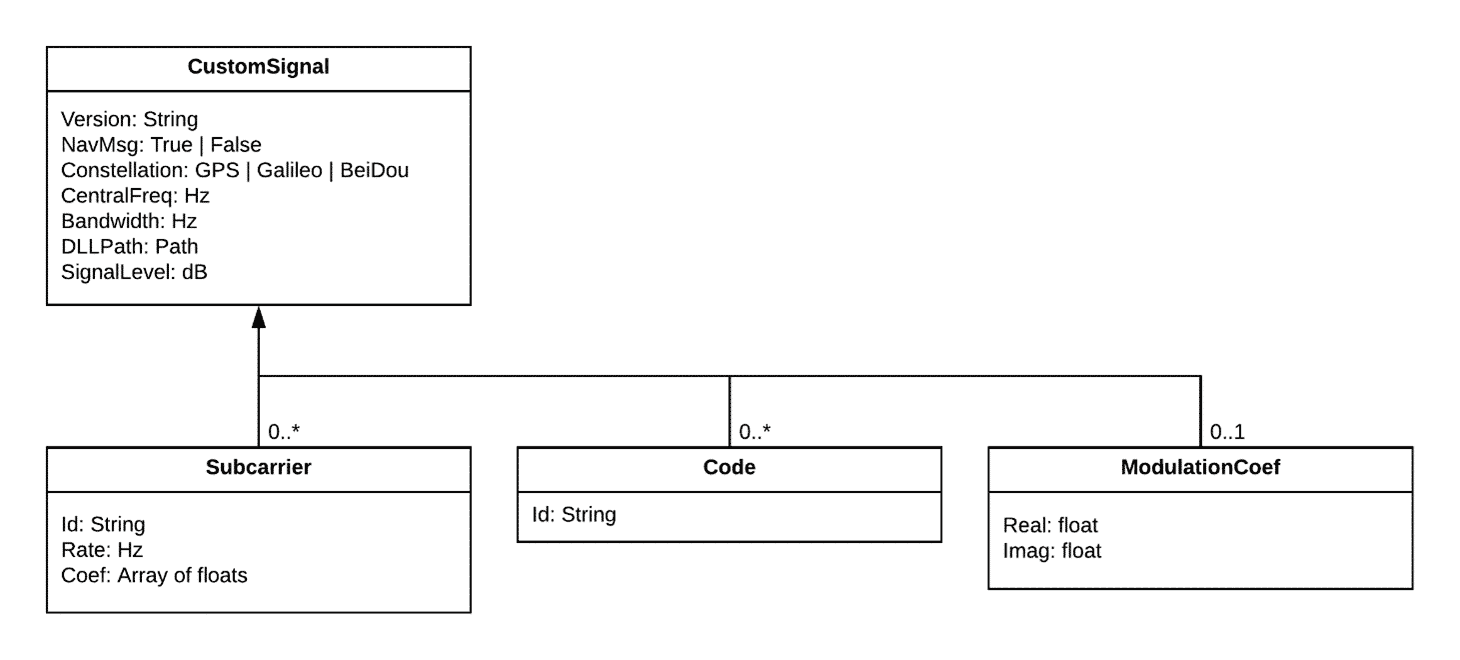 CustomSignal
Version: String
NavMsg: True | False
Constellation: GPS | Galileo | BeiDou
CentralFreq: Hz
Bandwidth: Hz
DLLPath: Path
SignalLevel: dB
0..*
0..*
0..1
Subcarrier
Id: String
Rate: Hz
Coef: Array of floats
Code
Id: String
ModulationCoef
Real: float
Imag: float